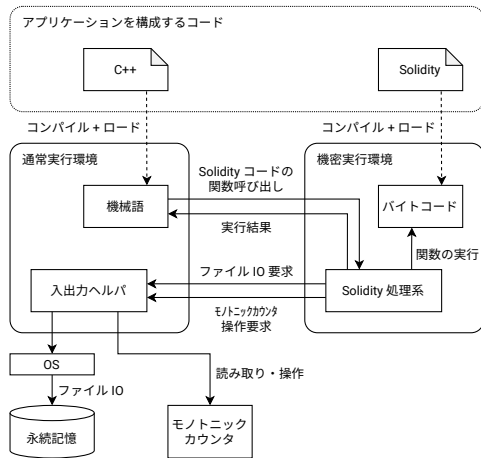 アプリケーションを構成するコード
C++
Solidity
コンパイル + ロード
コンパイル + ロード
通常実行環境
機密実行環境
Solidity コードの
関数呼び出し
機械語
バイトコード
実行結果
関数の実行
ファイル IO 要求
入出力ヘルパ
Solidity 処理系
ﾓﾉﾄﾆｯｸｶｳﾝﾀ
操作要求
OS
読み取り・操作
ファイル IO
永続記憶
モノトニック
カウンタ